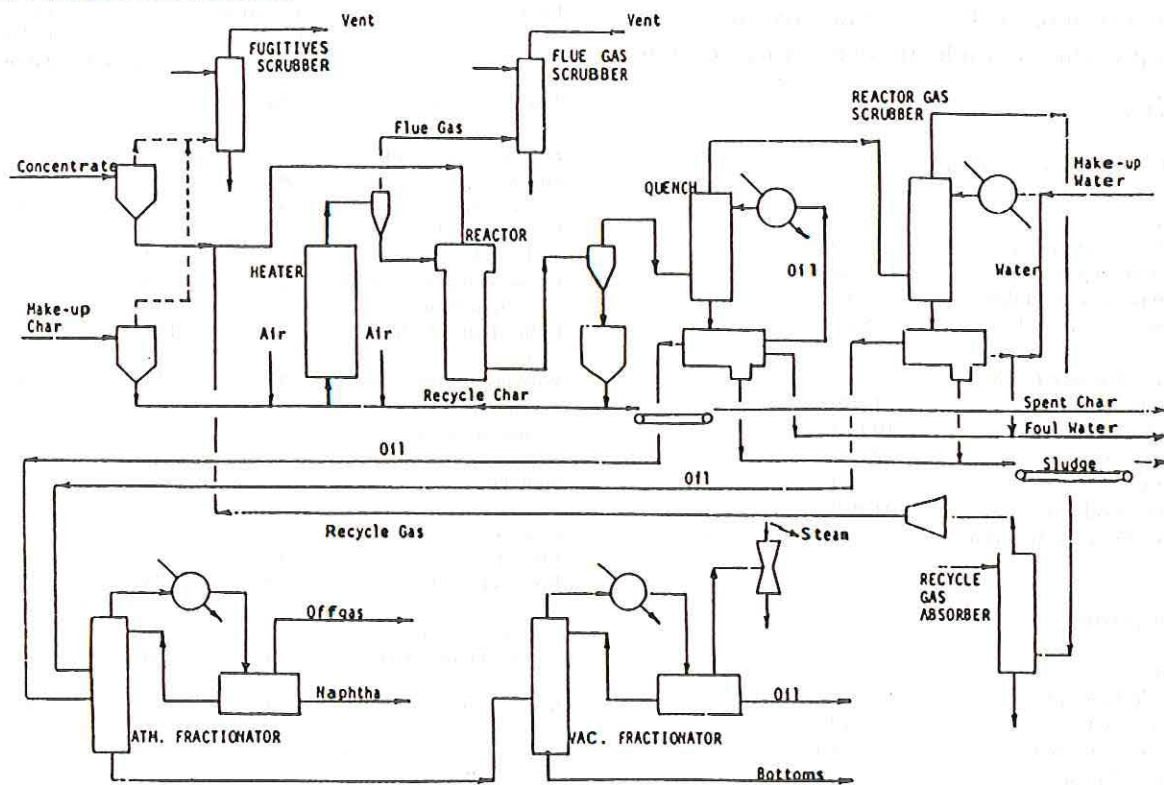 Vent
FUGITIVES
SCRUBBER
Vent
FLUE GAS
SCRUBBER
REACTOR GAS
SCRUBBER
Flue Gas
Concentrate
Make-up
Water
QUENCH
REACTOR
HEATER
Oil
Water
Make-up
Char
Air
Air
Recycle Char
Spent Char
Foul Water
Oil
Sludge
Oil
Recycle Gas
Steam
RECYCLE
GAS
ABSORBER
Offgas
Naphtha
Oil
ATM. FRACTIONATOR
VAC. FRACTIONATOR
Bottoms